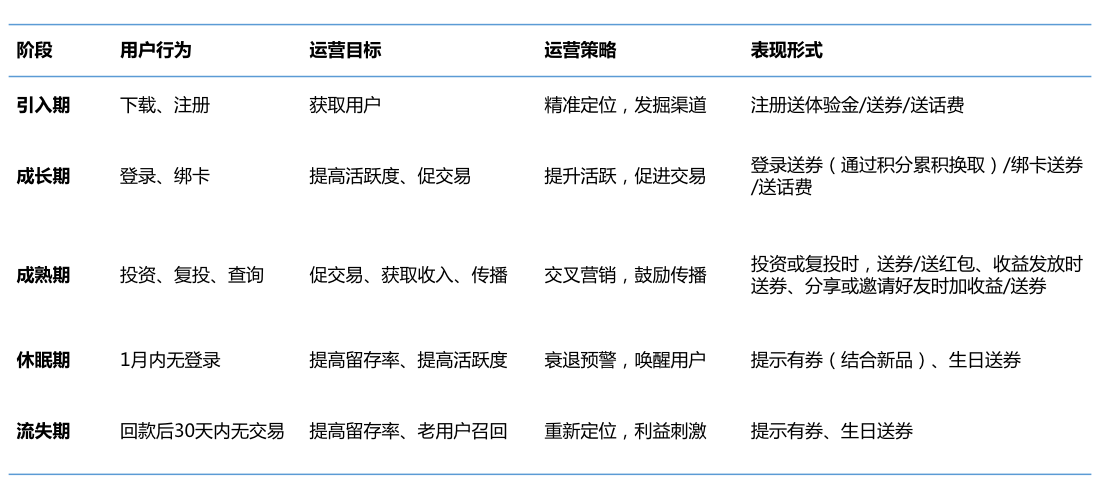 阶段 用户行为 运营目标 运营策略 表现形式
引入期 下载、注册 获取用户 精准定位，发掘渠道 注册送体验金/送券/送话费
成长期 登录、绑卡 提高活跃度、促交易 提升活跃，促进交易 登录送券（通过积分累积换取）/绑卡送券
/送话费
成熟期 投资、复投、查询 促交易、获取收入、传播 交叉营销，鼓励传播 投资或复投时，送券/送红包、收益发放时
送券、分享或邀请好友时加收益/送券
休眠期 1月内无登录 提高留存率、提高活跃度 衰退预警，唤醒用户 提示有券（结合新品）、生日送券
流失期 回款后30天内无交易 提高留存率、老用户召回 重新定位，利益刺激 提示有券、生日送券